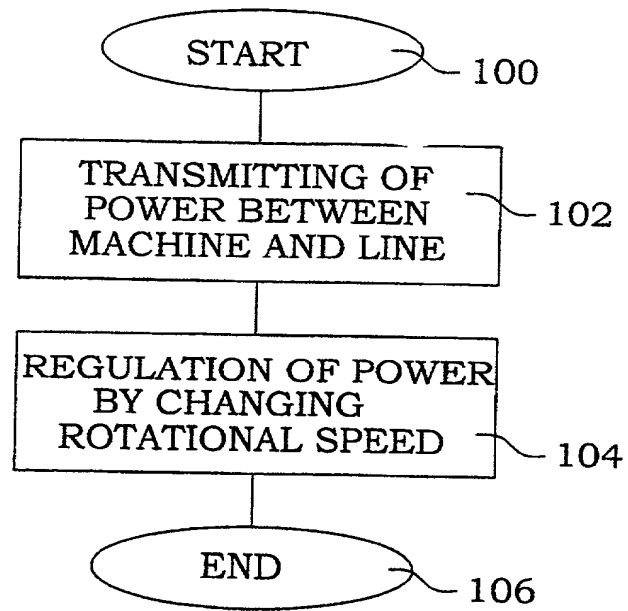 START
100
TRANSMITTING OF
POWER BETWEEN
MACHINE AND LINE
102
REGULATION OF POWER
BY CHANGING
ROTATIONAL SPEED
104
END
106